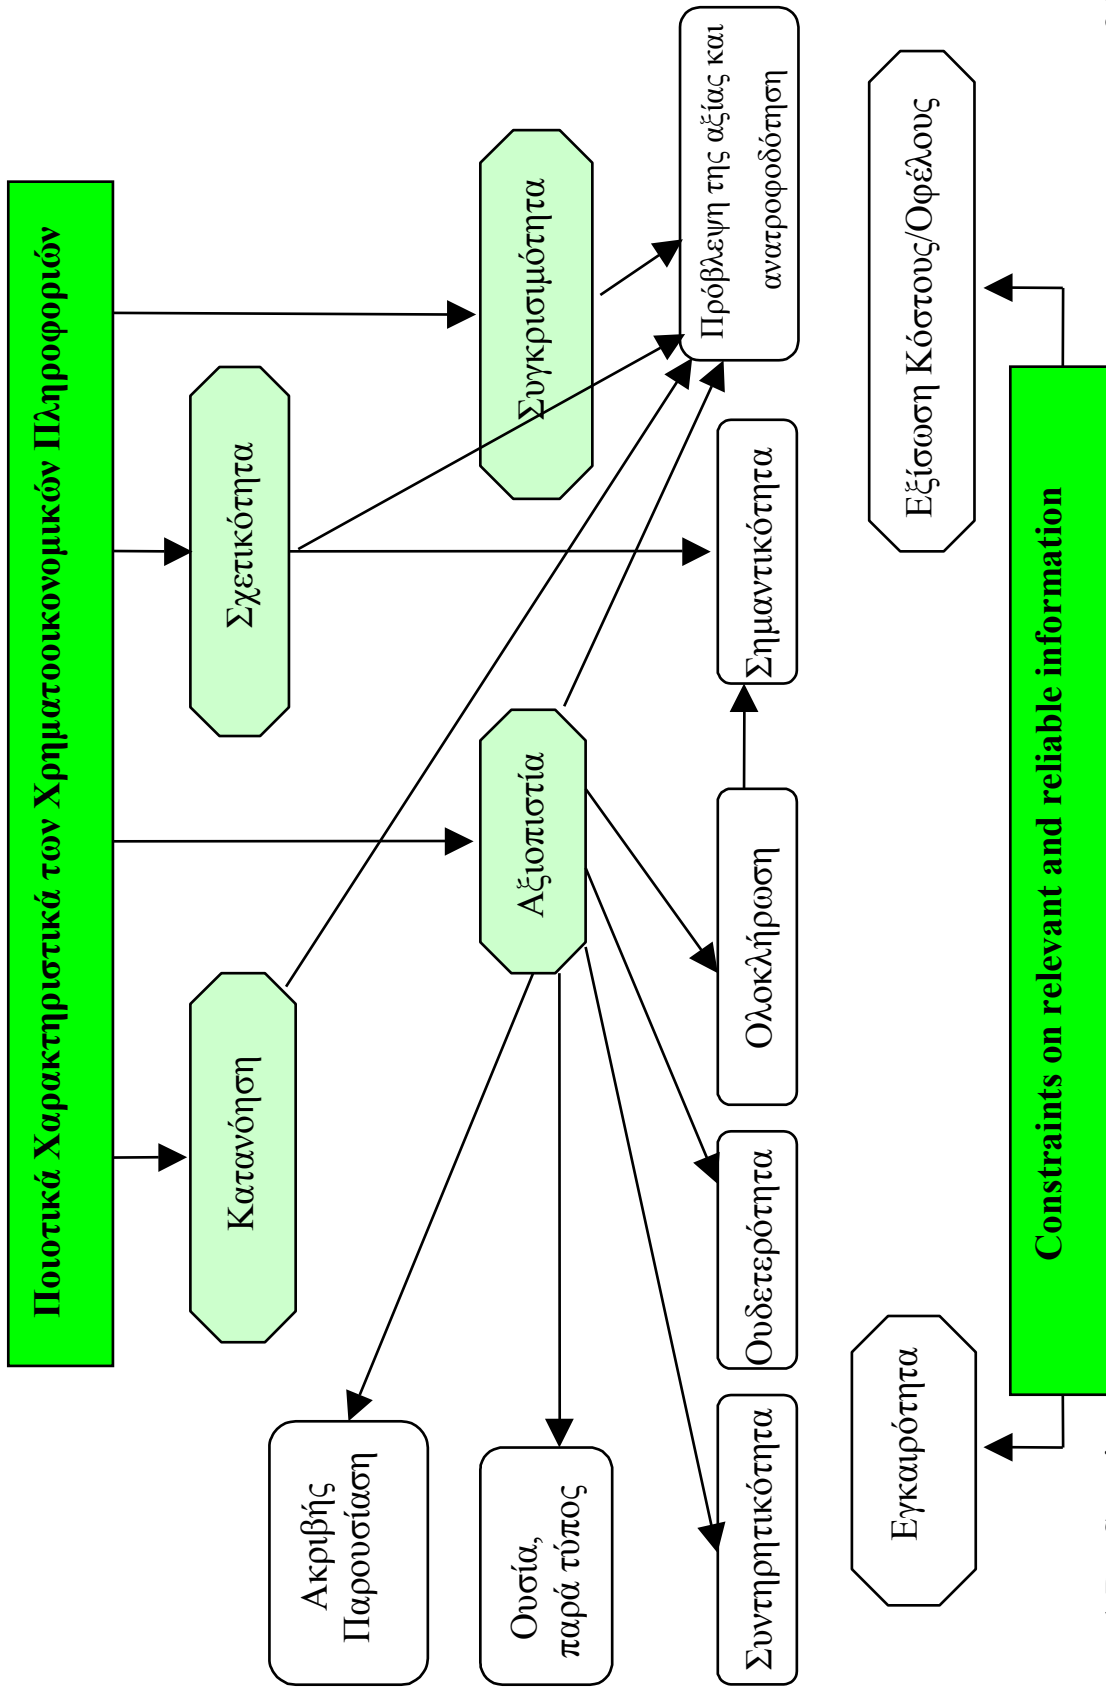 Ποιοτικά Χαρακτηριστικά των Χρηματοοικονομικών Πληροφοριών
Κατανόηση
Σχετικότητα
Ακριβής
Παρουσίαση
Ουσία,
παρά τύπος
Αξιοπιστία
Συγκρισιμότητα
Συντηρητικότητα
Ουδετερότητα
Ολοκλήρωση
Σημαντικότητα
Πρόβλεψη της αξίας και
ανατροφοδότηση
Εγκαιρότητα
Εξίσωση Κόστους/Οφέλους
Constraints on relevant and reliable information